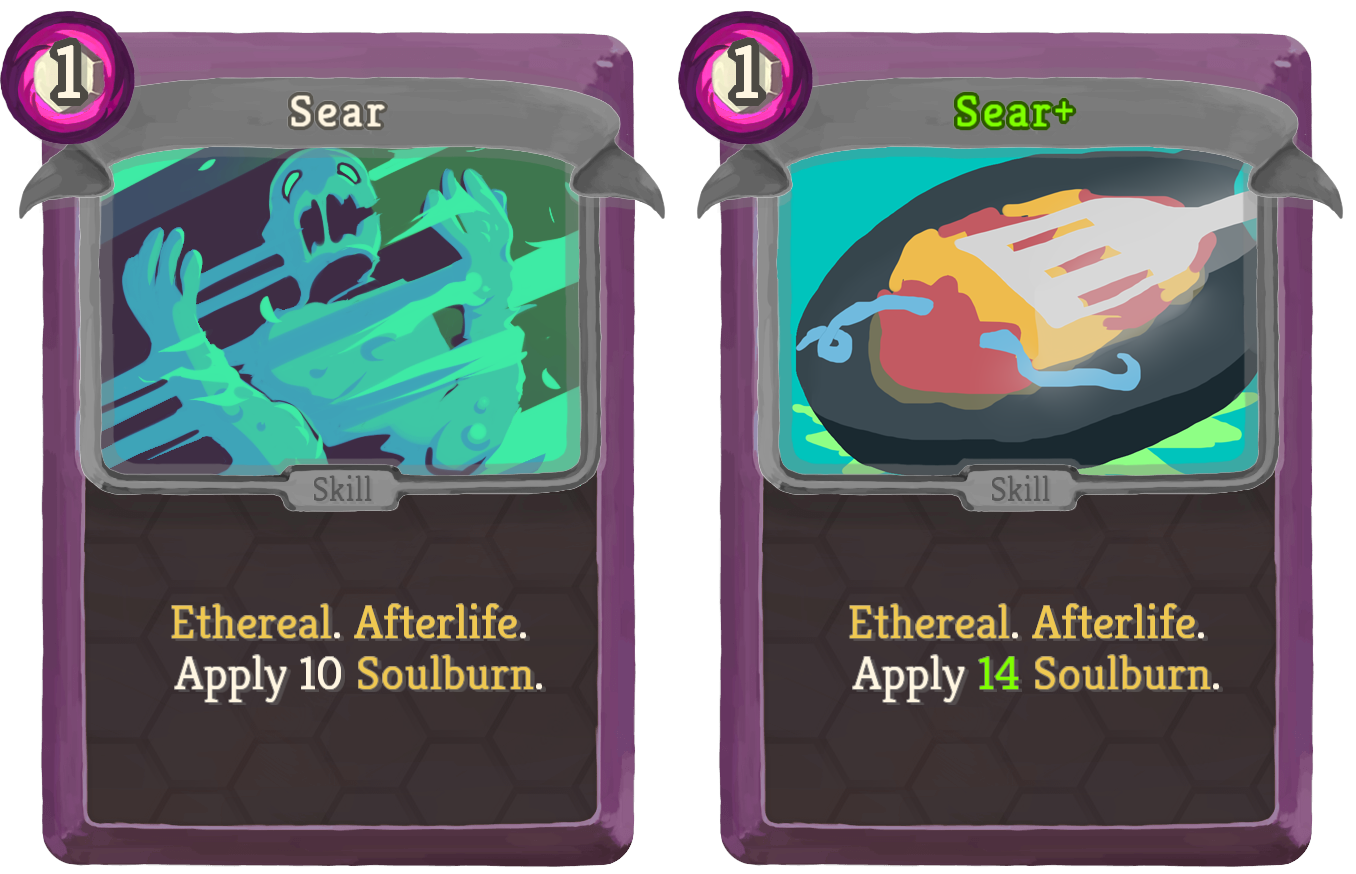 1
Sear
Skill
Ethereal. Afterlife.
Apply 10 Soulburn.
1
Sear+
Skill
Ethereal. Afterlife.
Apply 14 Soulburn.